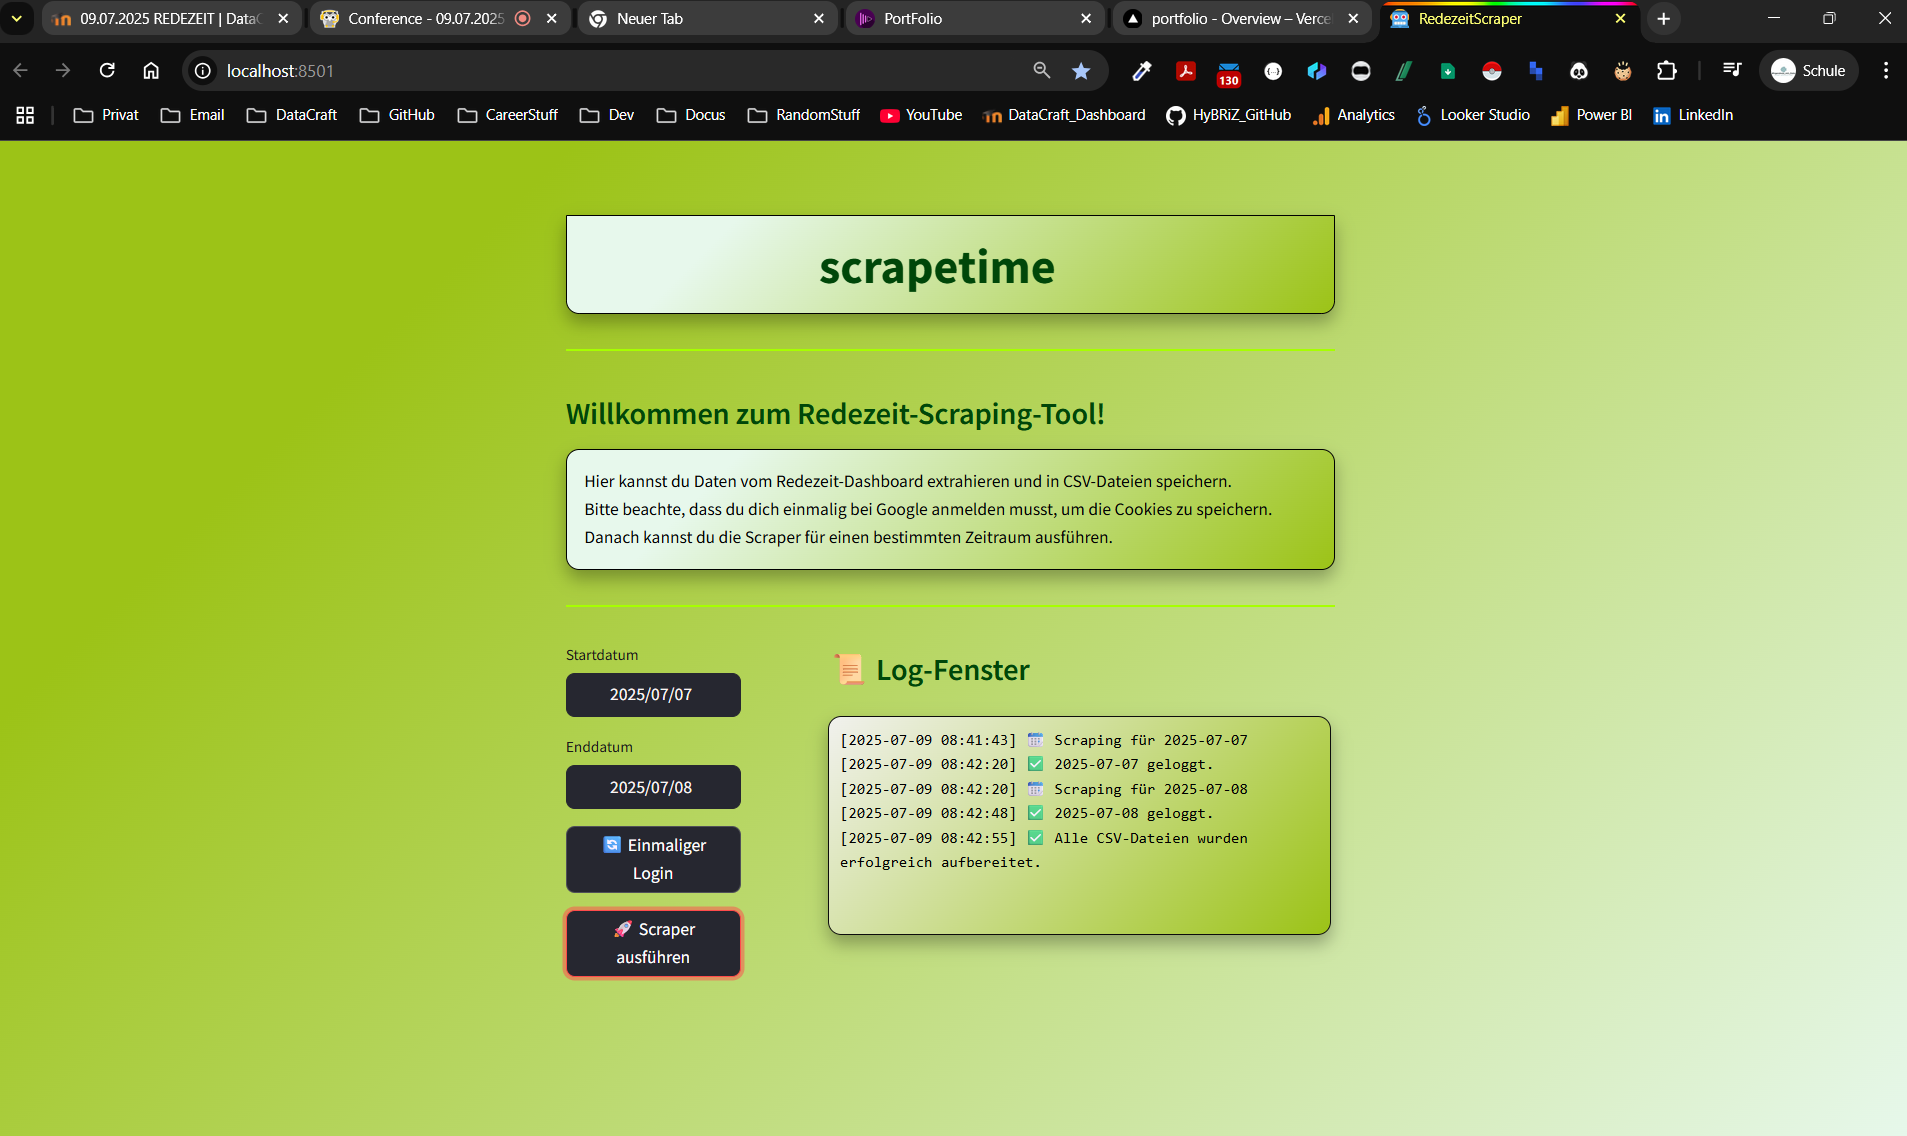 09.07.2025 REDEZEIT | DataC
Conference - 09.07.2025
Neuer Tab
PortFolio
portfolio - Overview – Verce
RedezeitScraper
localhost:8501
130
Schule
Privat
Email
DataCraft
GitHub
CareerStuff
Dev
Docus
RandomStuff
YouTube
DataCraft_Dashboard
HyBRiZ_GitHub
Analytics
Looker Studio
Power BI
LinkedIn
scrapetime
Willkommen zum Redezeit-Scraping-Tool!
Hier kannst du Daten vom Redezeit-Dashboard extrahieren und in CSV-Dateien speichern.
Bitte beachte, dass du dich einmalig bei Google anmelden musst, um die Cookies zu speichern.
Danach kannst du die Scraper für einen bestimmten Zeitraum ausführen.
Startdatum
2025/07/07
Enddatum
2025/07/08
🔄 Einmaliger
Login
🚀 Scraper
ausführen
📜 Log-Fenster
[2025-07-09 08:41:43] 🗓️ Scraping für 2025-07-07
[2025-07-09 08:42:20] ✅ 2025-07-07 geloggt.
[2025-07-09 08:42:20] 🗓️ Scraping für 2025-07-08
[2025-07-09 08:42:48] ✅ 2025-07-08 geloggt.
[2025-07-09 08:42:55] ✅ Alle CSV-Dateien wurden
erfolgreich aufbereitet.